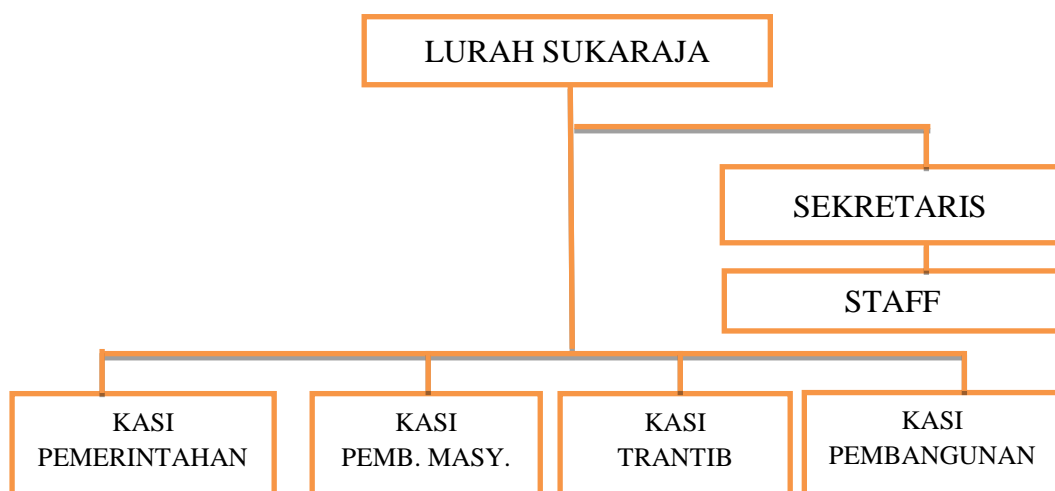 LURAH SUKARAJA
SEKRETARIS
STAFF
KASI
PEMERINTAHAN
KASI
PEMB. MASY.
KASI
TRANTIB
KASI
PEMBANGUNAN